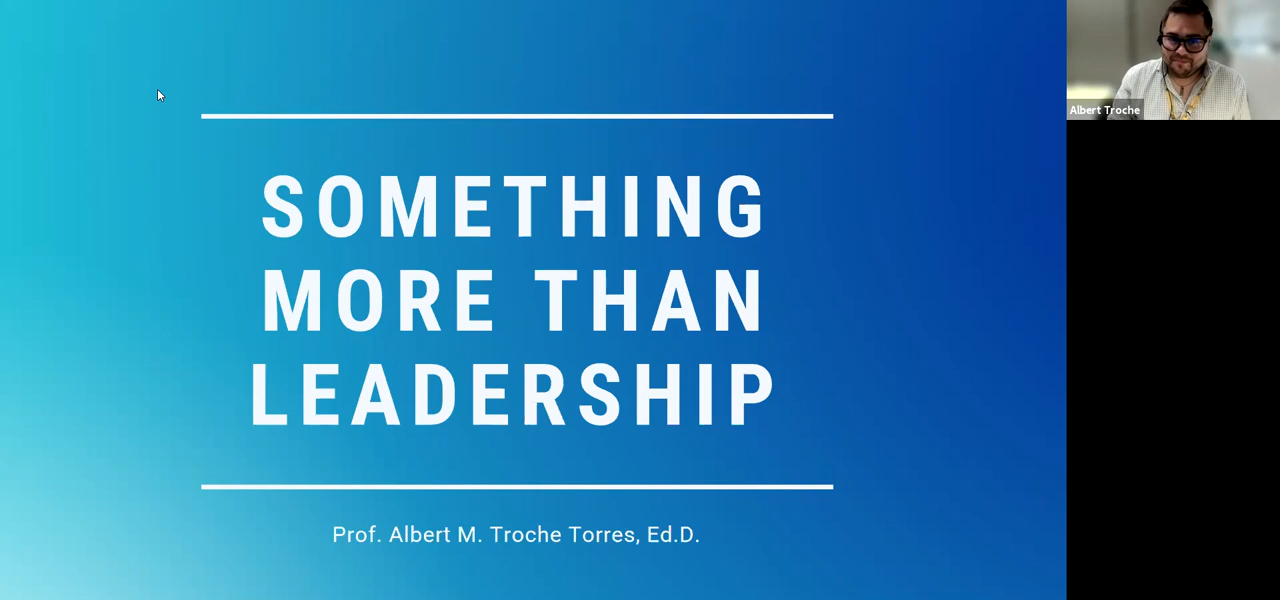 SOMETHING
MORE THAN
LEADERSHIP
Prof. Albert M. Troche Torres, Ed.D.
Albert Troche